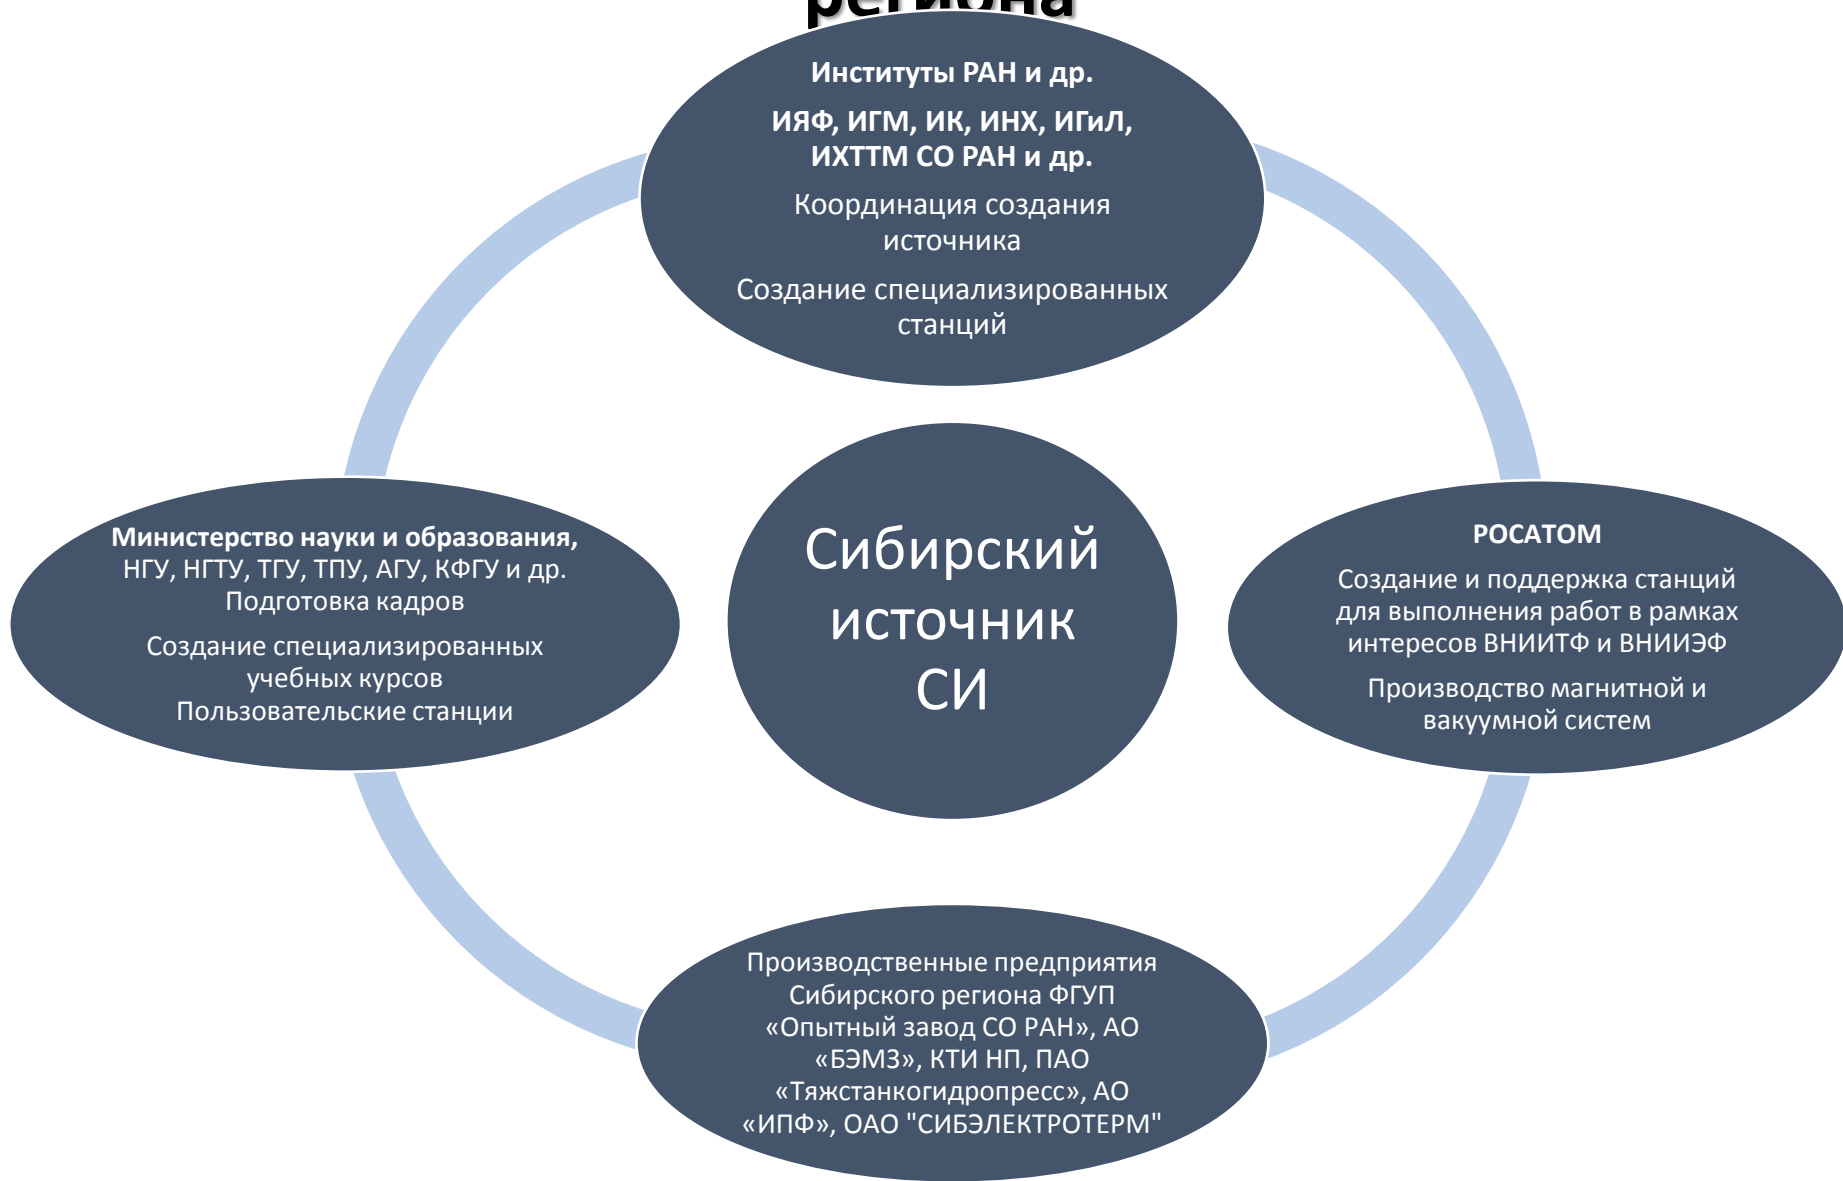 региона
Институты РАН и др.
ИЯФ, ИГМ, ИК, ИНХ, ИГиЛ,
ИХТТМ СО РАН и др.
Координация создания
источника
Создание специализированных
станций
Министерство науки и образования,
НГУ, НГТУ, ТГУ, ТПУ, АГУ, КФГУ и др.
Подготовка кадров
Создание специализированных
учебных курсов
Пользовательские станции
Сибирский
источник
СИ
РОСАТОМ
Создание и поддержка станций
для выполнения работ в рамках
интересов ВНИИТФ и ВНИИЭФ
Производство магнитной и
вакуумной систем
Производственные предприятия
Сибирского региона ФГУП
«Опытный завод СО РАН», АО
«БЭМЗ», КТИ НП, ПАО
«Тяжстанкогидропресс», АО
«ИПФ», ОАО "СИБЭЛЕКТРОТЕРМ"